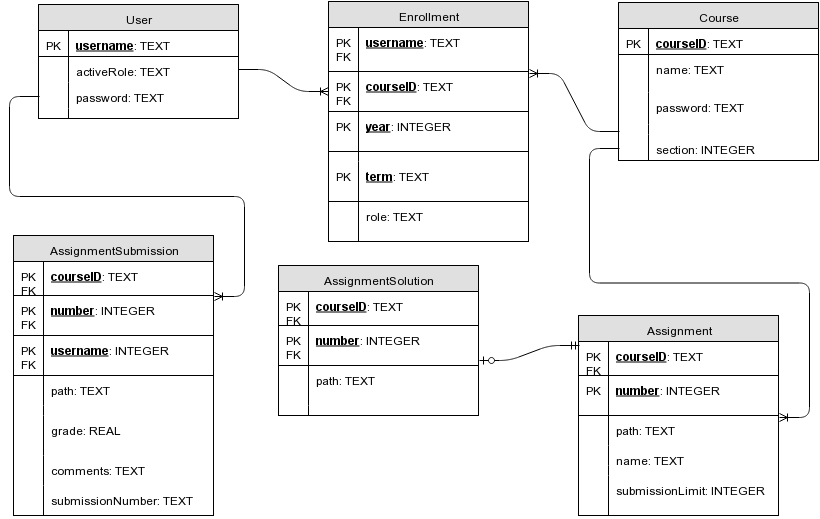 User
PK username: TEXT
activeRole: TEXT
password: TEXT
Enrollment
PK username: TEXT
FK
PK courseID: TEXT
FK
PK year: INTEGER
PK term: TEXT
role: TEXT
Course
PK courseID: TEXT
name: TEXT
password: TEXT
section: INTEGER
AssignmentSubmission
PK courseID: TEXT
FK
PK number: INTEGER
FK
PK username: INTEGER
FK
path: TEXT
grade: REAL
comments: TEXT
submissionNumber: TEXT
AssignmentSolution
PK courseID: TEXT
FK
PK number: INTEGER
FK
path: TEXT
Assignment
PK courseID: TEXT
FK
PK number: INTEGER
path: TEXT
name: TEXT
submissionLimit: INTEGER